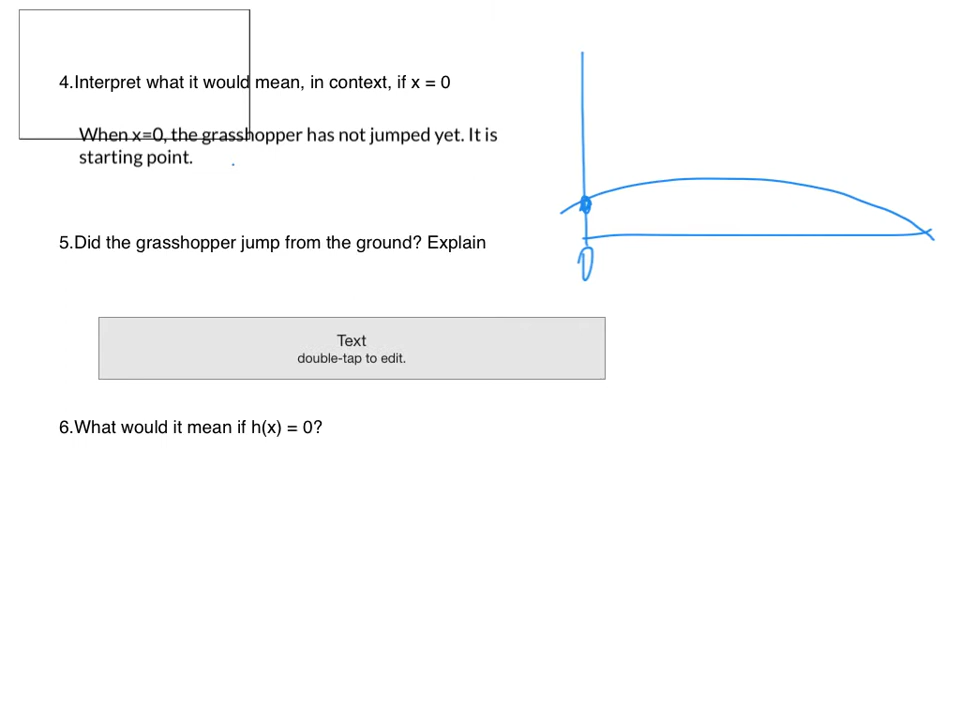 4.Interpret what it would mean, in context, if x = 0
When x=0, the grasshopper has not jumped yet. It is
starting point.
5.Did the grasshopper jump from the ground? Explain
0
Text
double-tap to edit.
6.What would it mean if h(x) = 0?